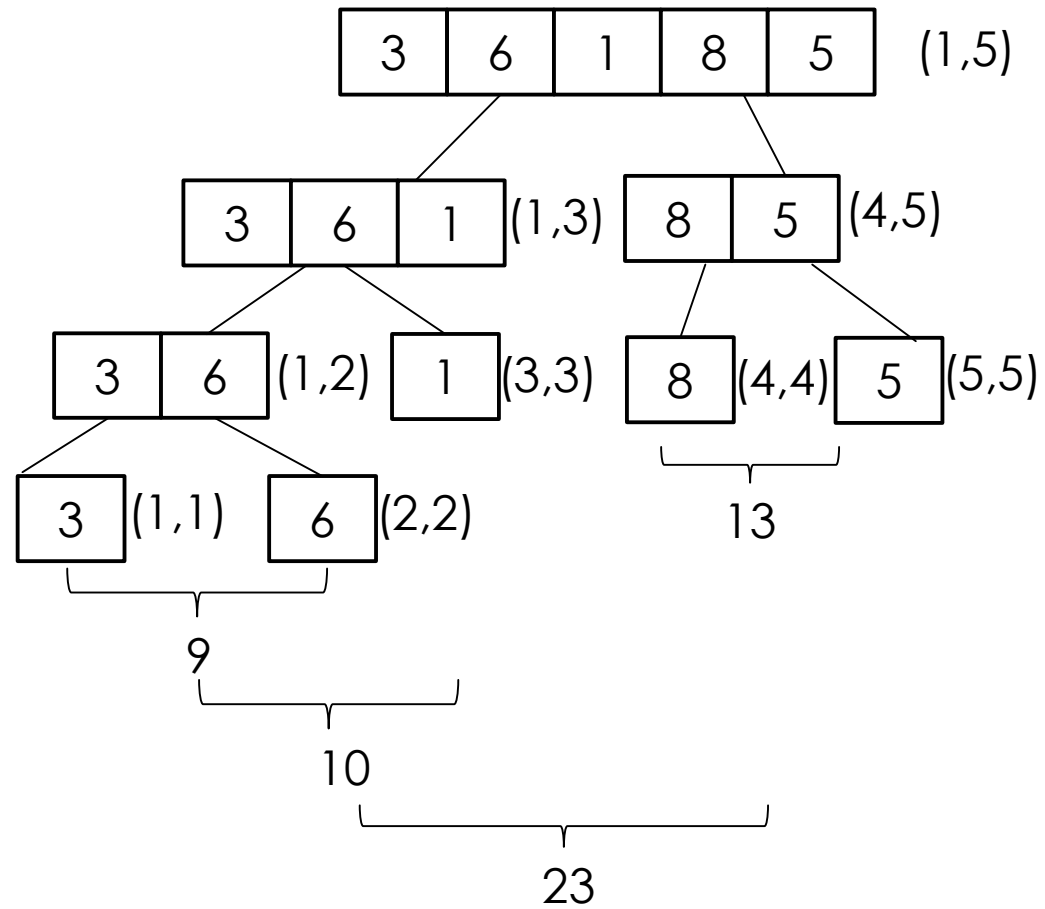 3 6 1 8 5 (1,5)
3 6 1 (1,3) 8 5 (4,5)
3 6 (1,2) 1 (3,3) 8 (4,4) 5 (5,5)
3 (1,1) 6 (2,2) 13
9
10
23